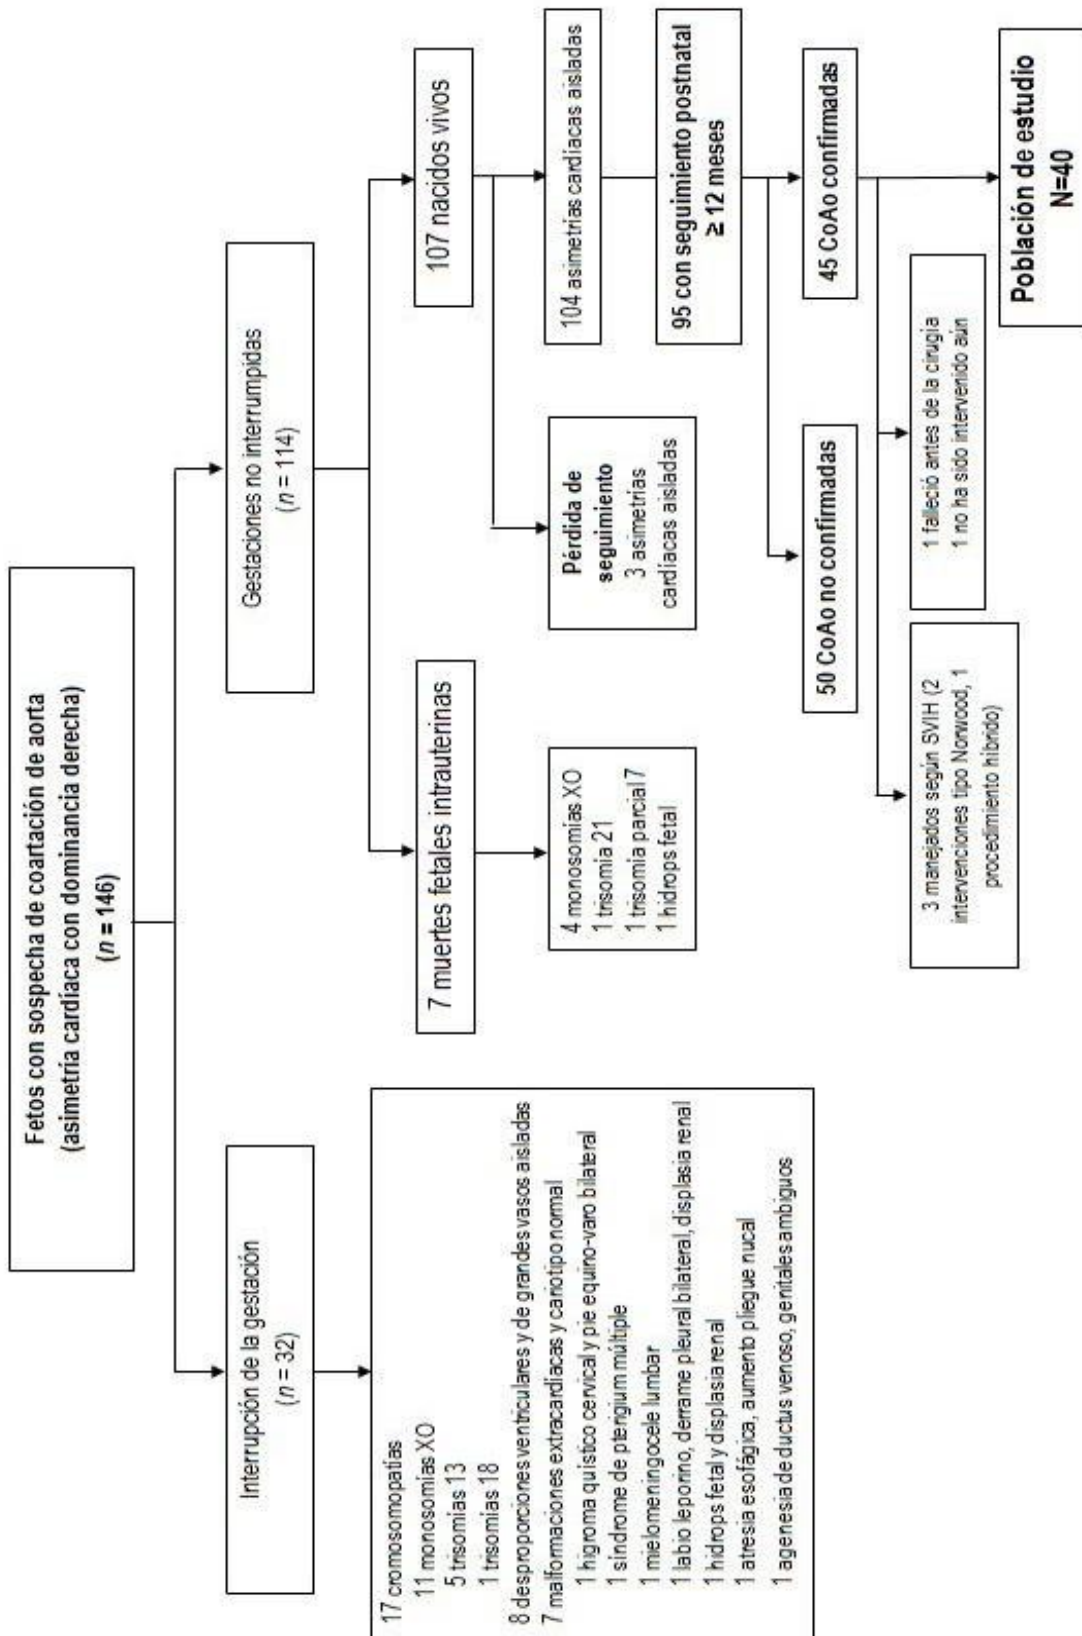 Fetos con sospecha de coartación de aorta
(asimetría cardíaca con dominancia derecha)
(n = 146)
Interrupción de la gestación
(n = 32)
Gestaciones no interrumpidas
(n = 114)
17 cromosomopatías
11 monosomías XO
5 trisomías 13
1 trisomías 18
8 desproporciones ventriculares y de grandes vasos aisladas
7 malformaciones extracardíacas y cariotipo normal
1 higroma quístico cervical y pie equino-varo bilateral
1 síndrome de pterigium múltiple
1 mielomeningocele lumbar
1 labio leporino, derrame pleural bilateral, displasia renal
1 hidrops fetal y displasia renal
1 atresia esofágica, aumento pliegue nucal
1 agenesia de ductus venoso, genitales ambiguos
7 muertes fetales intrauterinas
107 nacidos vivos
4 monosomías XO
1 trisomía 21
1 trisomía parcial 7
1 hidrops fetal
Pérdida de
seguimiento
3 asimetrías
cardíacas aisladas
104 asimetrías cardíacas aisladas
95 con seguimiento postnatal
≥ 12 meses
50 CoAo no confirmadas
45 CoAo confirmadas
3 manejados según SVIH (2
intervenciones tipo Norwood, 1
procedimiento híbrido)
1 falleció antes de la cirugía
1 no ha sido intervenido aún
Población de estudio
N=40